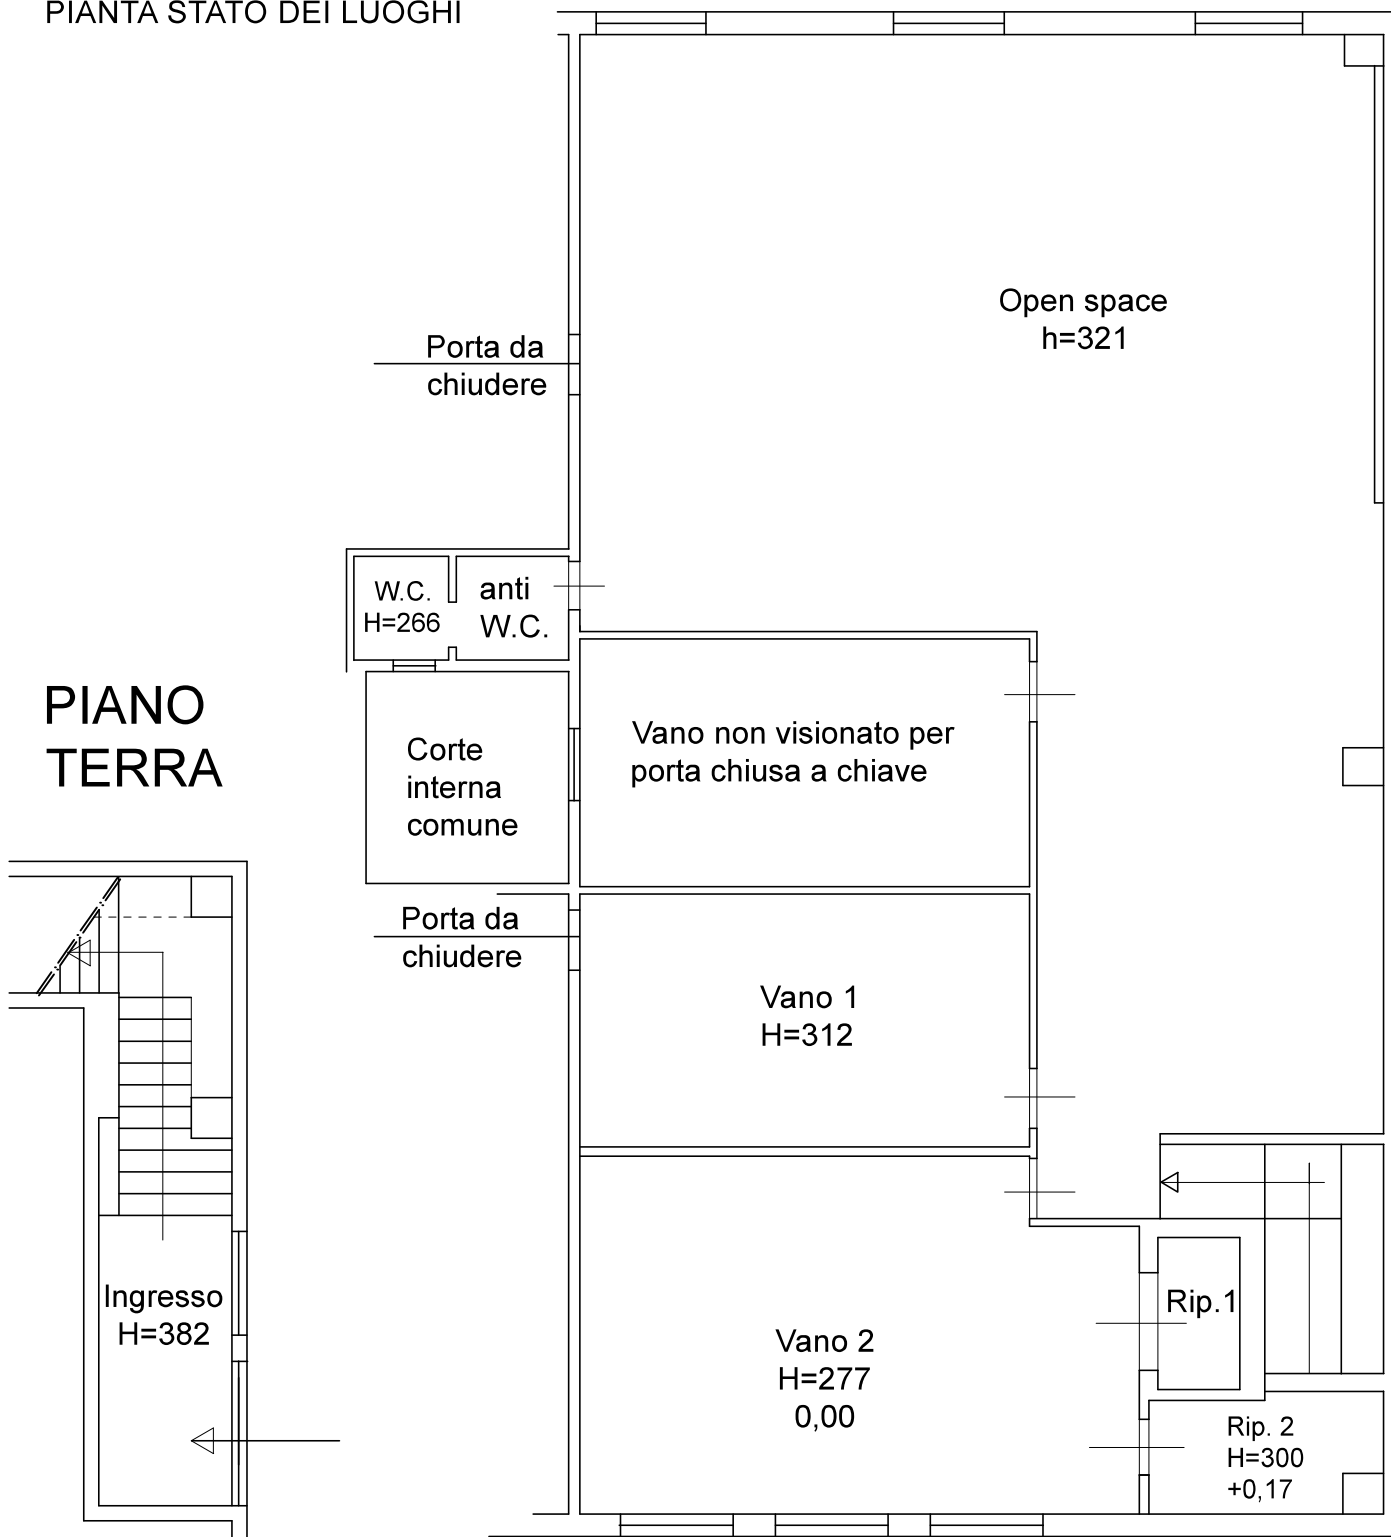 PIANTA STATO DEI LUOGHI
Open space
h=321
Porta da
chiudere
W.C.
H=266
anti
W.C.
PIANO
TERRA
Corte
interna
comune
Vano non visionato per
porta chiusa a chiave
Porta da
chiudere
Vano 1
H=312
Ingresso
H=382
Vano 2
H=277
0,00
Rip.1
Rip. 2
H=300
+0,17